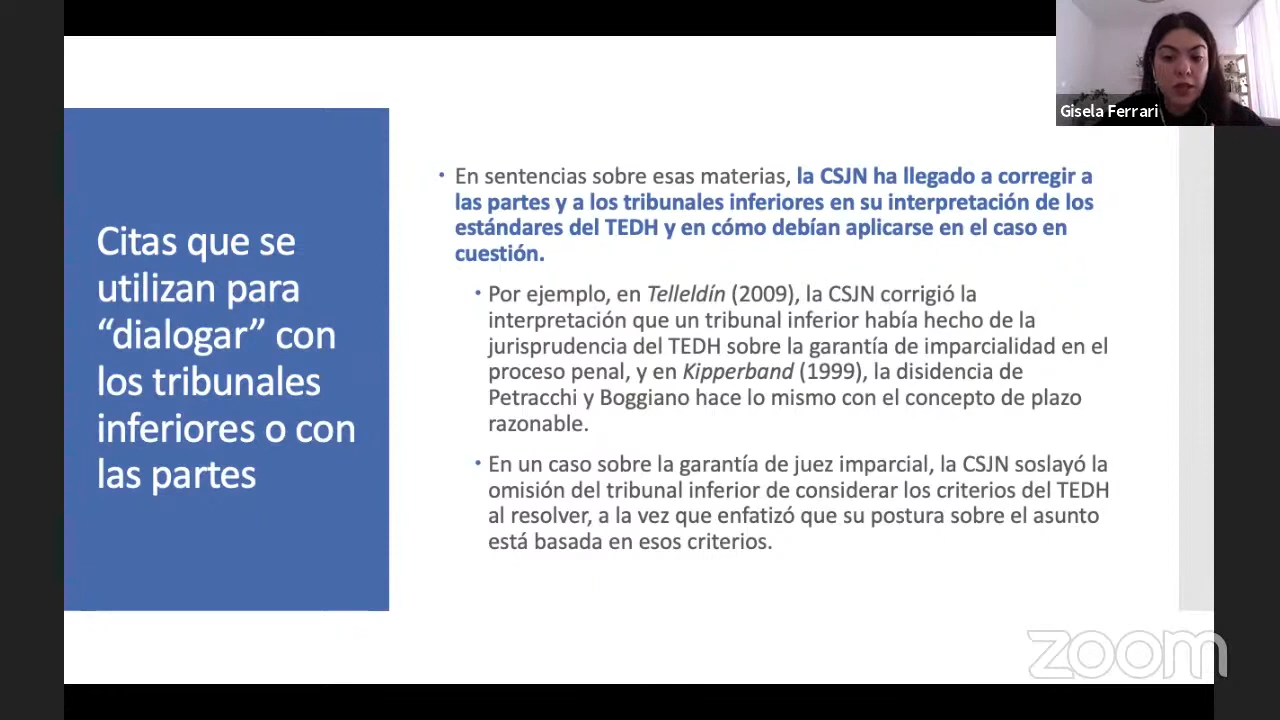 Gisela Ferrari
Citas que se
utilizan para
“dialogar” con
los tribunales
inferiores o con
las partes
• En sentencias sobre esas materias, la CSJN ha llegado a corregir a
las partes y a los tribunales inferiores en su interpretación de los
estándares del TEDH y en cómo debían aplicarse en el caso en
cuestión.
• Por ejemplo, en Telleldín (2009), la CSJN corrigió la
interpretación que un tribunal inferior había hecho de la
jurisprudencia del TEDH sobre la garantía de imparcialidad en el
proceso penal, y en Kipperband (1999), la disidencia de
Petracchi y Boggiano hace lo mismo con el concepto de plazo
razonable.
• En un caso sobre la garantía de juez imparcial, la CSJN soslayó la
omisión del tribunal inferior de considerar los criterios del TEDH
al resolver, a la vez que enfatizó que su postura sobre el asunto
está basada en esos criterios.
zoom